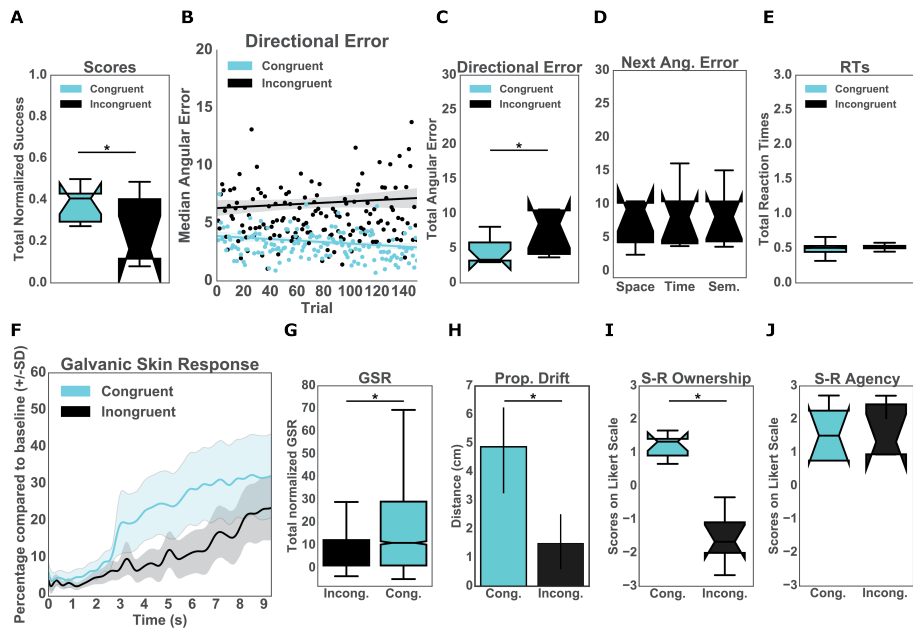 A
B
C
D
E
Scores
Total Normalized Success
1.0
0.8
0.6
0.4
0.2
0.0
Congruent
Incongruent
*
Directional Error
Median Angular Error
20
15
10
5
0
Congruent
Incongruent
0 20 40 60 80 100 120 140
Trial
Directional Error
Total Angular Error
30
25
20
15
10
5
0
Congruent
Incongruent
*
Next Ang. Error
30
25
20
15
10
5
0
Space Time Sem.
RTs
Total Reaction Times
3.0
2.5
2.0
1.5
1.0
0.5
0.0
Congruent
Incongruent
F
G
H
I
J
Galvanic Skin Response
Percentage compared to baseline (+/-SD)
60
50
40
30
20
10
0
Congruent
Inongruent
0 1 2 3 4 5 6 7 8 9
Time (s)
GSR
Total normalized GSR
80
70
60
50
40
30
20
10
0
*
Incong. Cong.
Prop. Drift
Distance (cm)
7
6
5
4
3
2
1
0
*
Cong. Incong.
S-R Ownership
Scores on Likert Scale
3
2
1
0
−1
−2
−3
*
Cong. Incong.
S-R Agency
Scores on Likert Scale
3
2
1
0
−1
−2
−3
Cong. Incong.